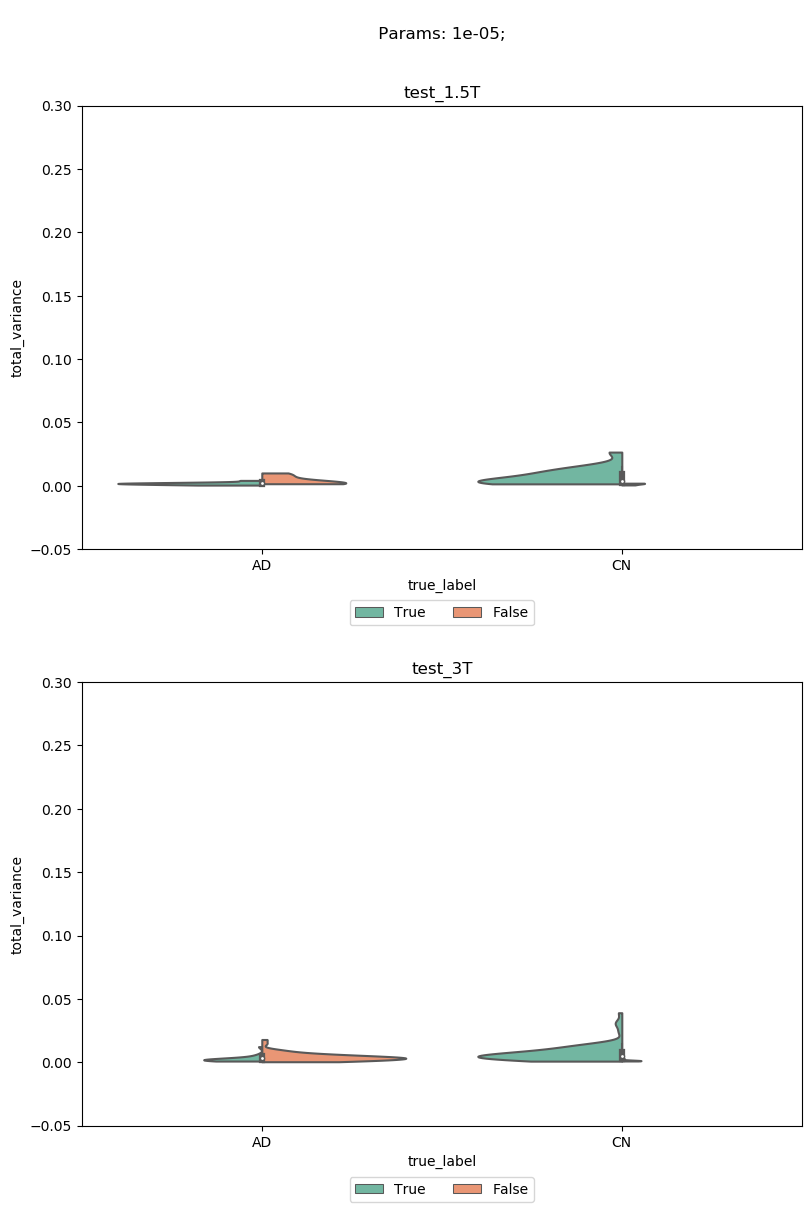 Params: 1e-05;
test_1.5T
0.30
0.25
0.20
0.15
0.10
0.05
0.00
−0.05
total_variance
AD
CN
true_label
True
False
test_3T
0.30
0.25
0.20
0.15
0.10
0.05
0.00
−0.05
total_variance
AD
CN
true_label
True
False